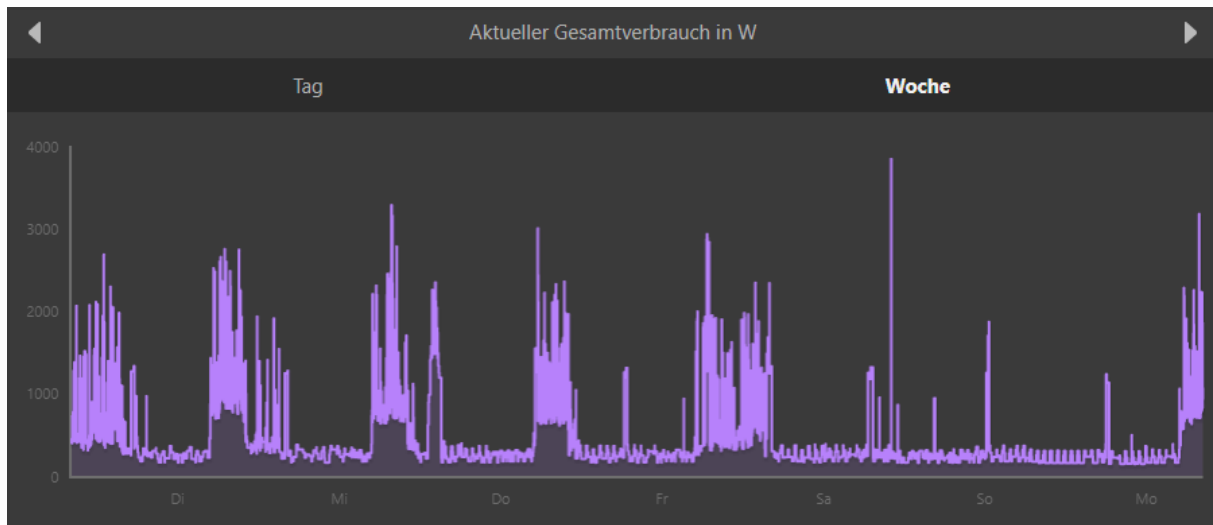 Aktueller Gesamtverbrauch in W
Tag Woche
4000
3000
2000
1000
0
Di Mi Do Fr Sa So Mo